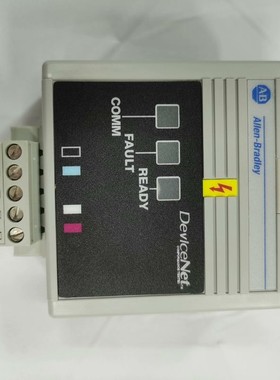 AB
Allen-Bradley
COMM
FAULT
READY
DeviceNet